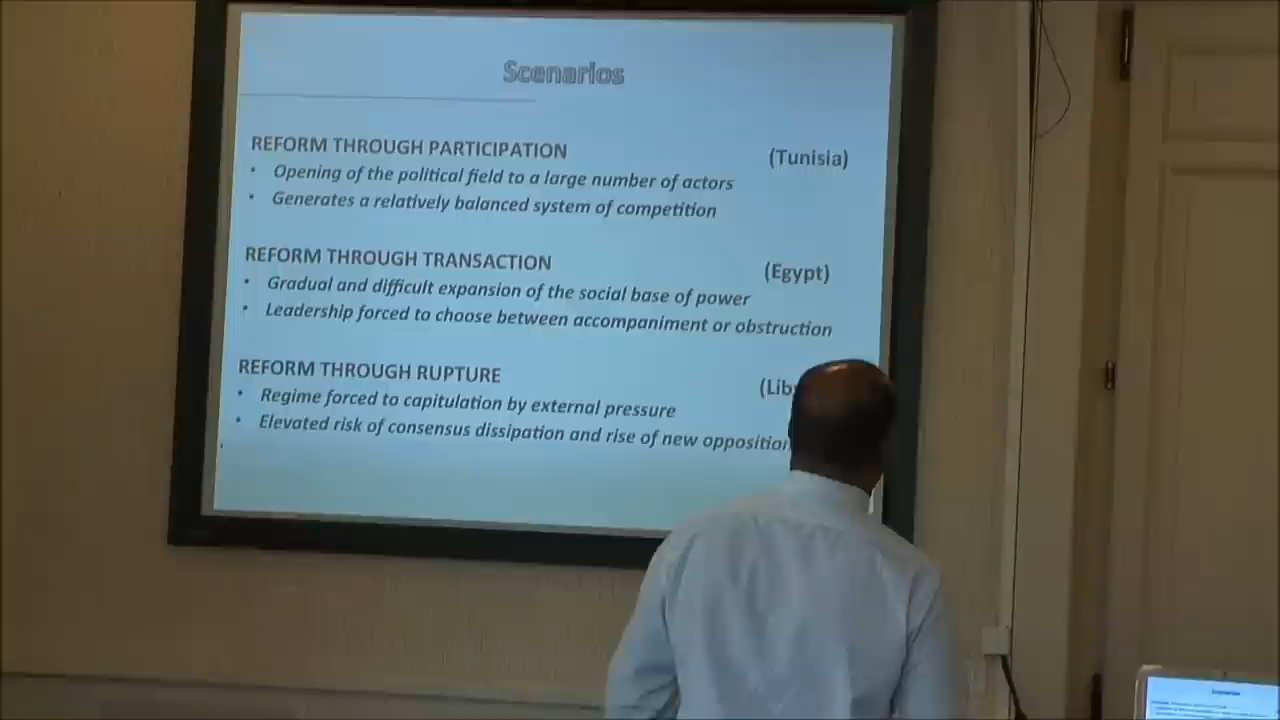 Scenarios
REFORM THROUGH PARTICIPATION (Tunisia)
• Opening of the political field to a large number of actors
• Generates a relatively balanced system of competition
REFORM THROUGH TRANSACTION (Egypt)
• Gradual and difficult expansion of the social base of power
• Leadership forced to choose between accompaniment or obstruction
REFORM THROUGH RUPTURE
• Regime forced to capitulation by external pressure
• Elevated risk of consensus dissipation and rise of new opposition
Scenarios